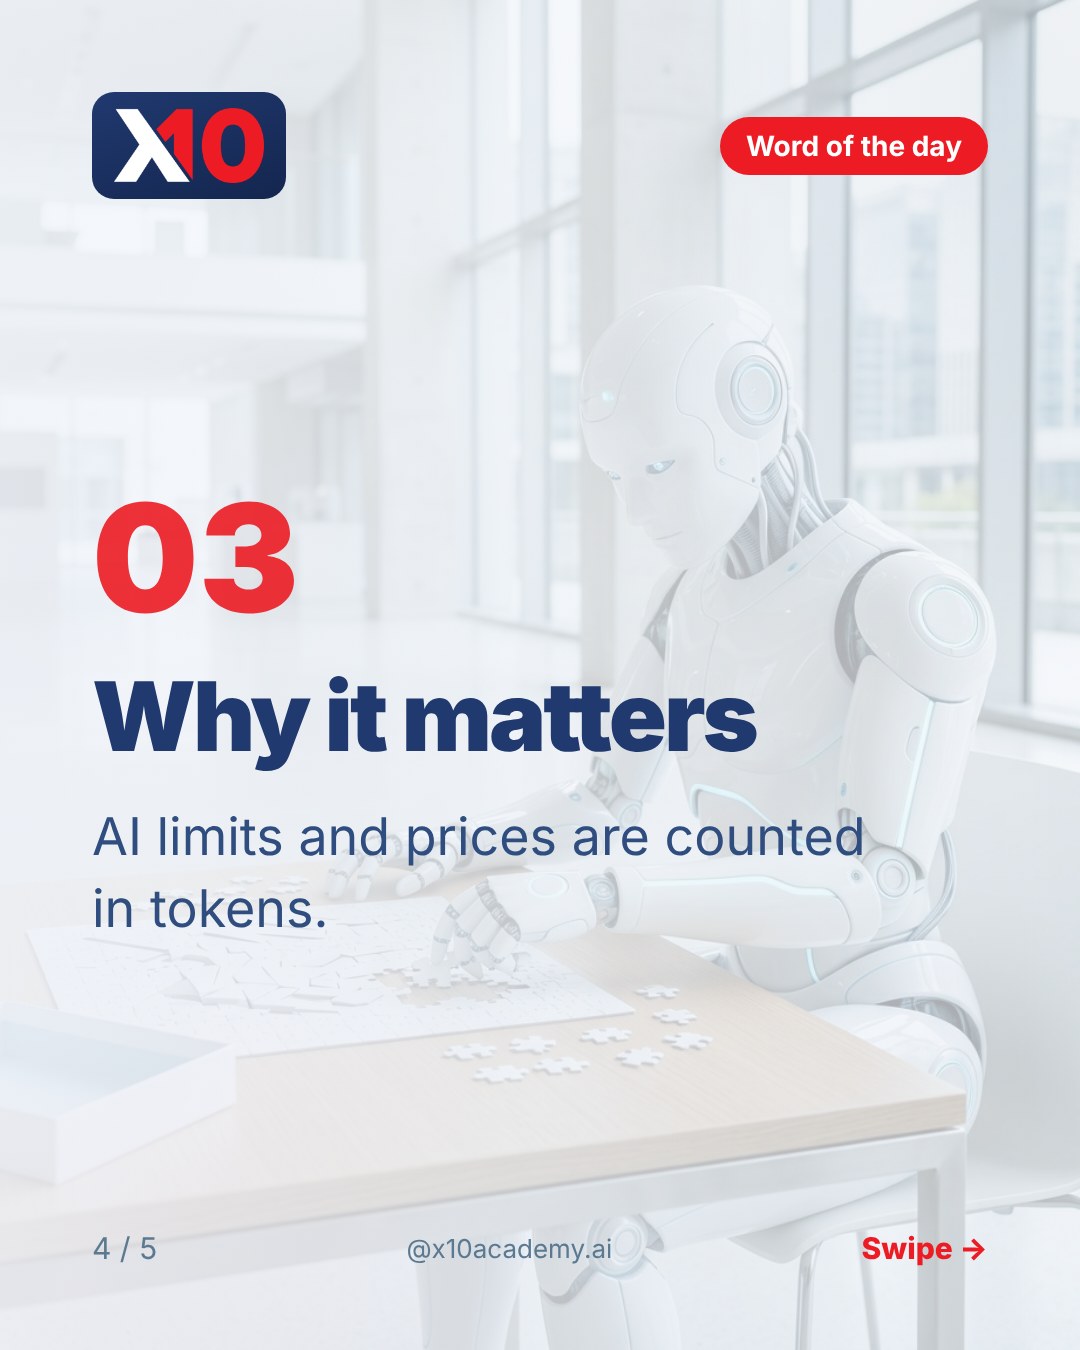 X10
Word of the day
03
Why it matters
AI limits and prices are counted
in tokens.
4 / 5
@x10academy.ai
Swipe →